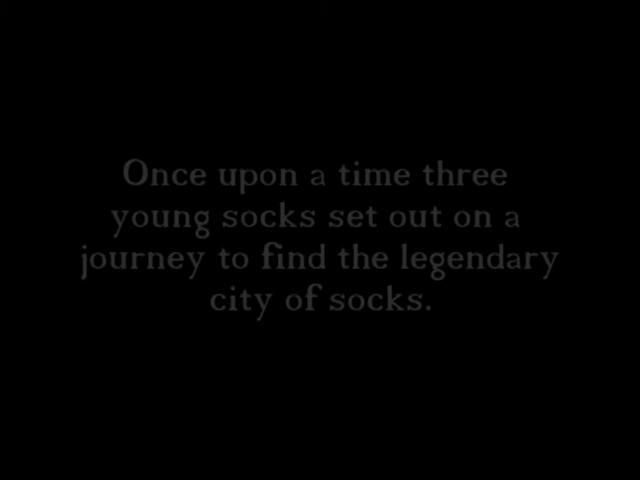 Once upon a time three
young socks set out on a
journey to find the legendary
city of socks.